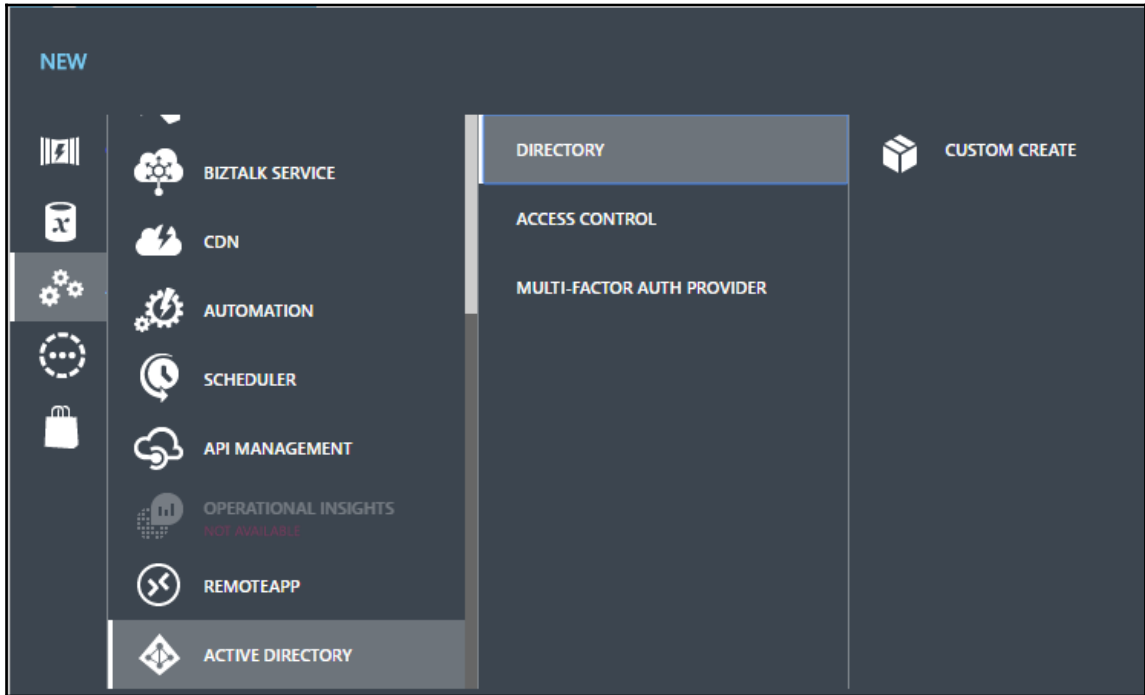 NEW
BIZTALK SERVICE
CDN
AUTOMATION
SCHEDULER
API MANAGEMENT
OPERATIONAL INSIGHTS
NOT AVAILABLE
REMOTEAPP
ACTIVE DIRECTORY
DIRECTORY
ACCESS CONTROL
MULTI-FACTOR AUTH PROVIDER
CUSTOM CREATE